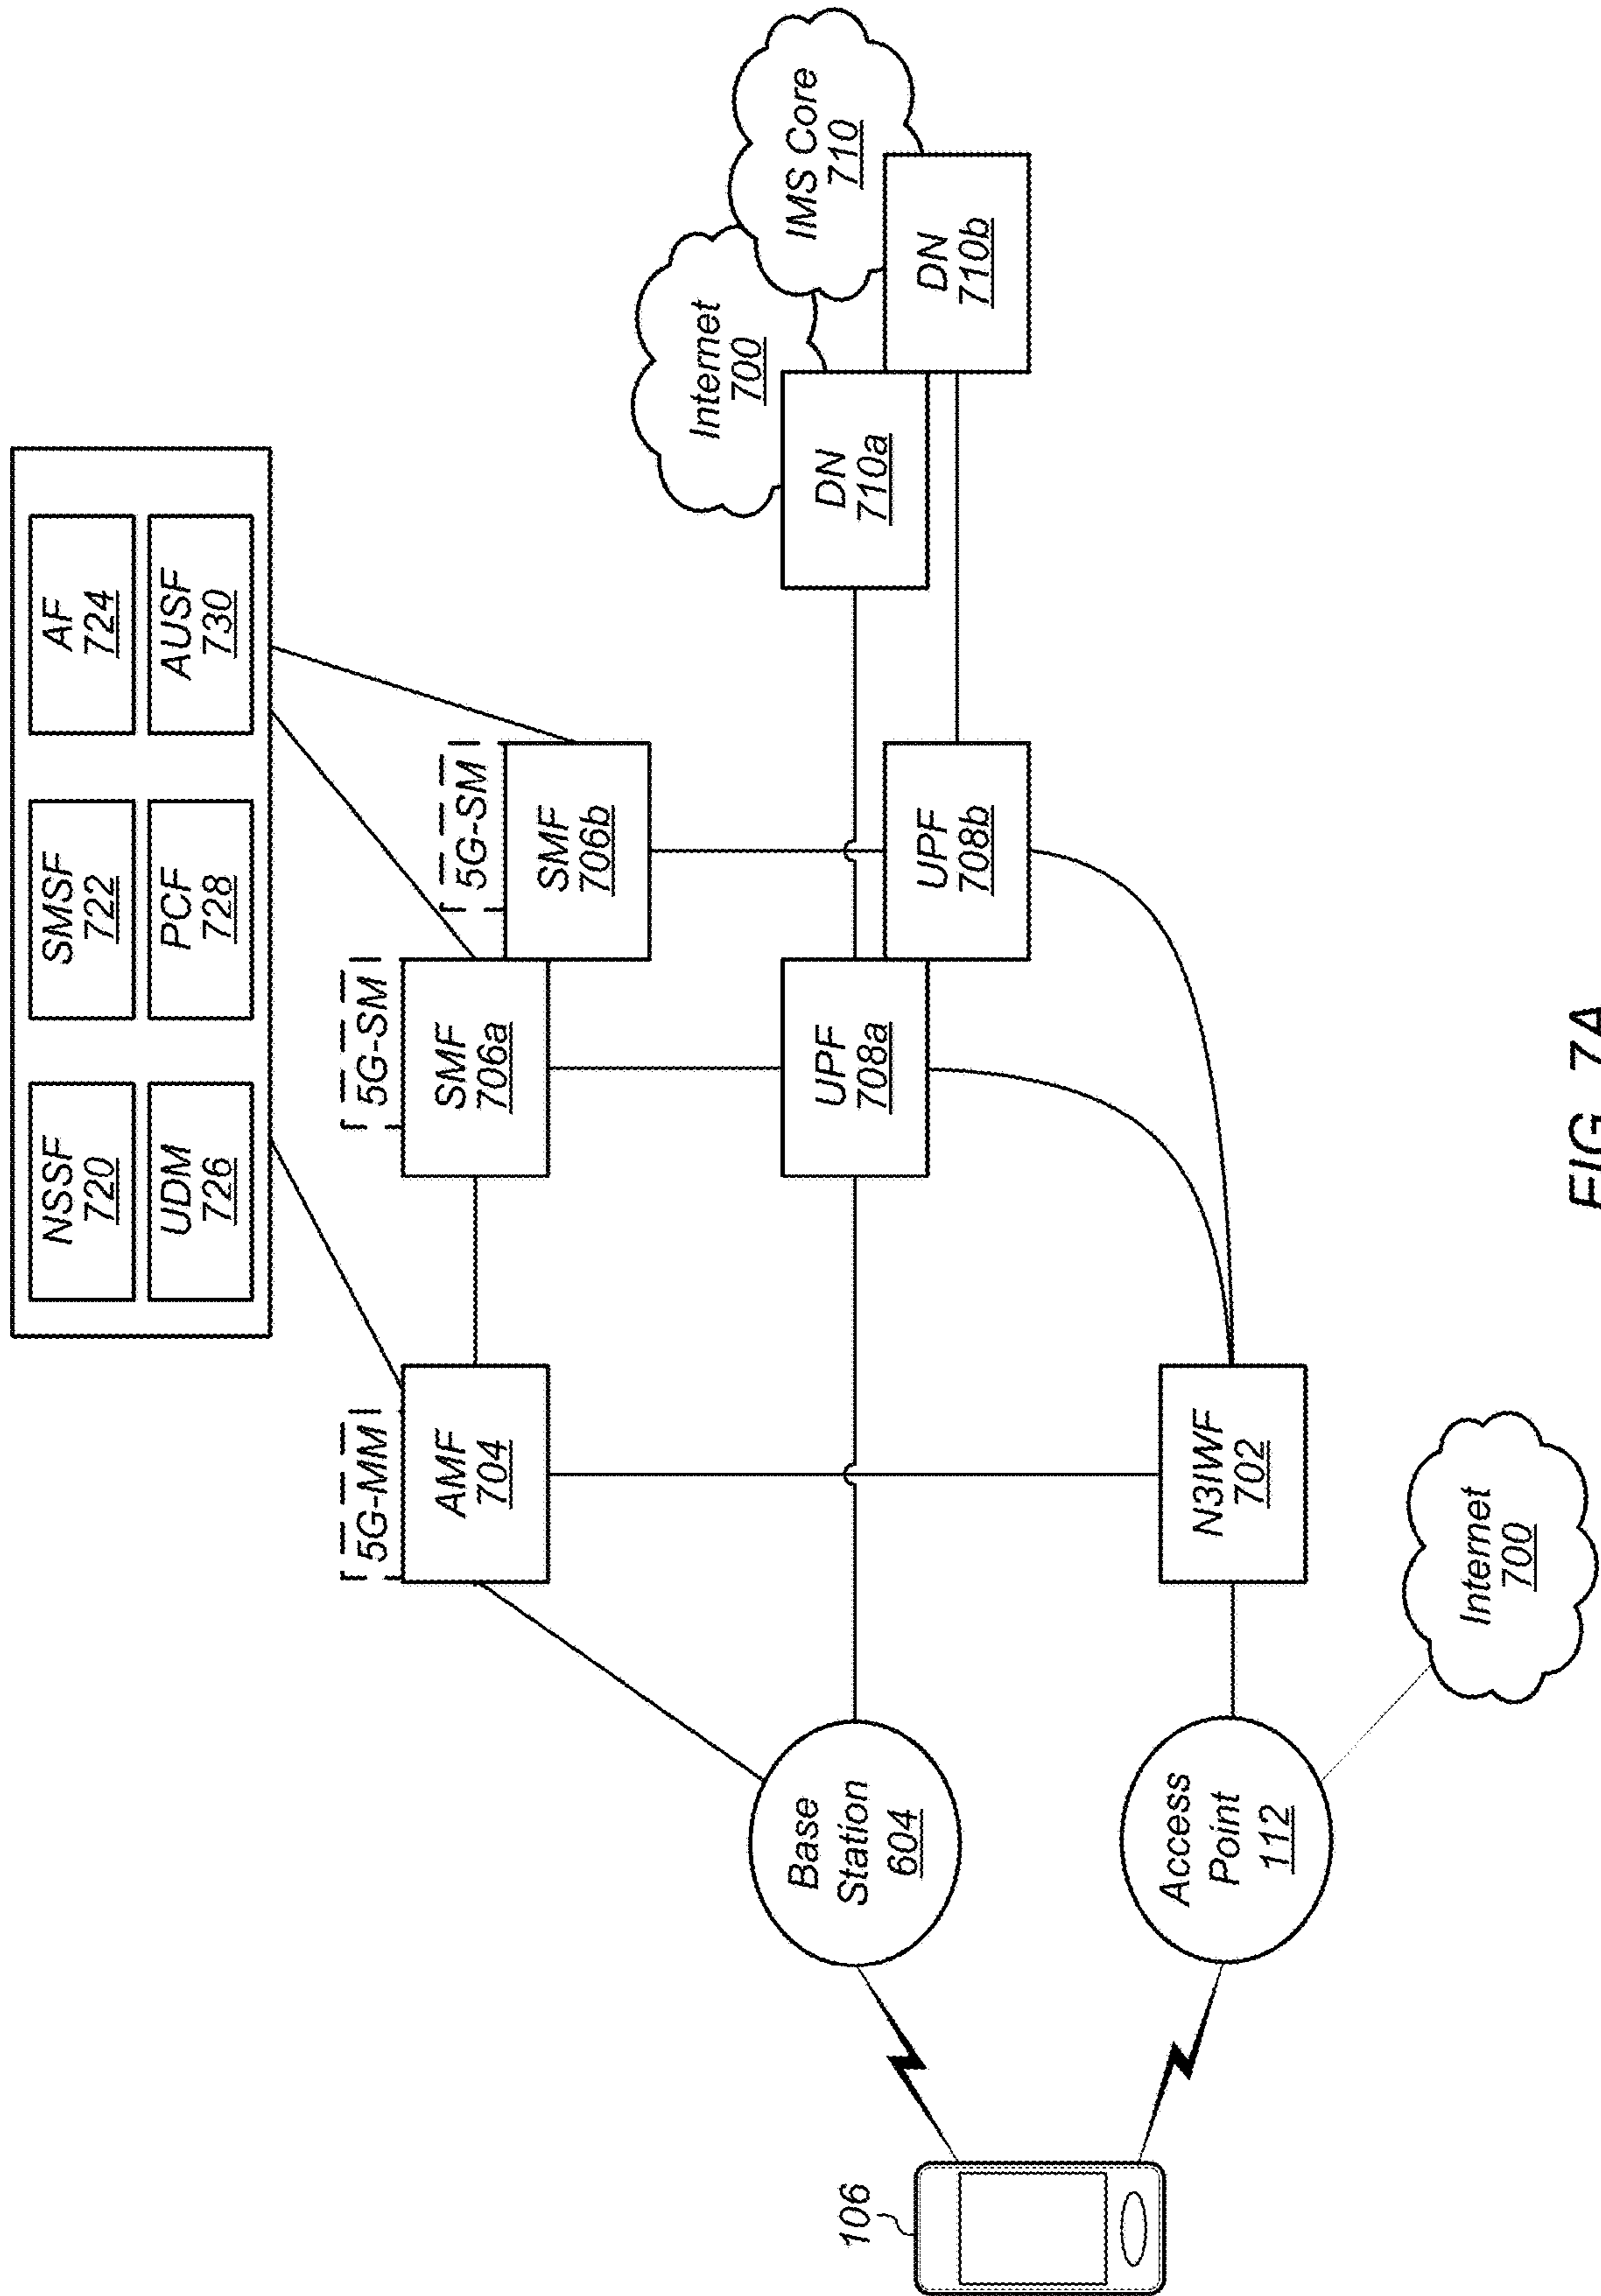 NSSF
720
SMSF
722
AF
724
UDM
726
PCF
728
AUSF
730
5G-MM
AMF
704
5G-SM
SMF
706a
5G-SM
SMF
706b
Internet
700
IMS Core
710
Base
Station
604
UPF
708a
UPF
708b
DN
710a
DN
710b
106
Access
Point
112
N3IWF
702
Internet
700
FIG. 7A